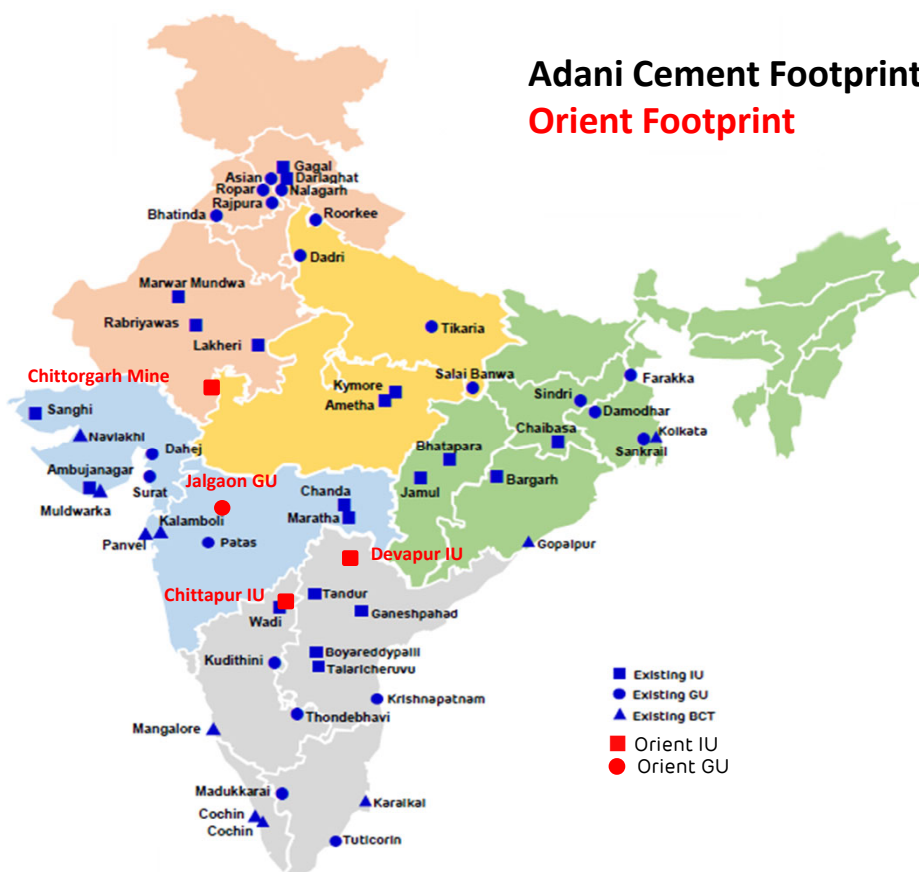 Adani Cement Footprint
Orient Footprint
Gagal
Asian
Darlaghat
Ropar
Nalagarh
Rajpura
Bhatinda
Roorkee
Dadri
Marwar Mundwa
Rabriyawas
Tikaria
Lakheri
Chittorgarh Mine
Kymore
Salai Banwa
Farakka
Ametha
Sindri
Sanghi
Damodhar
Navlakhi
Chaibasa
Kolkata
Dahej
Bhatapara
Sankrail
Ambujanagar
Jalgaon GU
Chanda
Jamul
Bargarh
Surat
Muldwarka
Kalamboli
Maratha
Panvel
Patas
Gopalpur
Devapur IU
Chittapur IU
Tandur
Wadi
Ganeshpahad
Boyareddypalli
Kudithini
Talaricheruvu
Existing IU
Krishnapatnam
Existing GU
Thondebhavi
Existing BCT
Mangalore
Orient IU
Orient GU
Madukkarai
Karaikal
Cochin
Cochin
Tuticorin